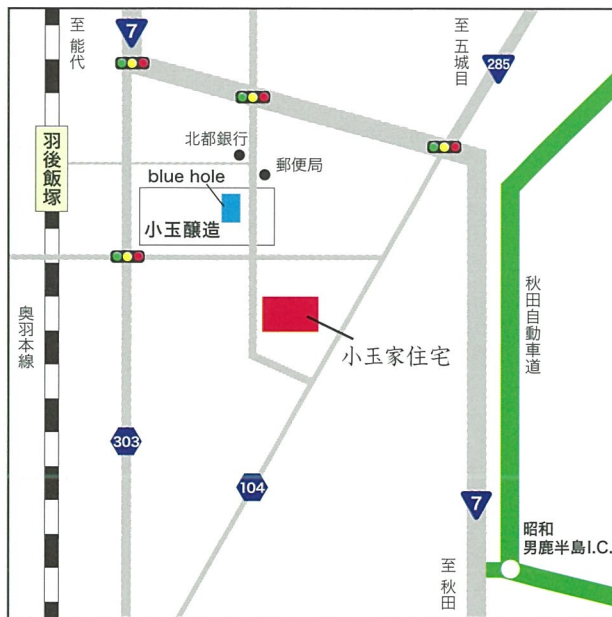 至 能代
7
至 五城目
285
北都銀行
郵便局
羽後飯塚
blue hole
小玉醸造
奥羽本線
秋田自動車道
小玉家住宅
303
104
7
至 秋田
昭和
男鹿半島I.C.